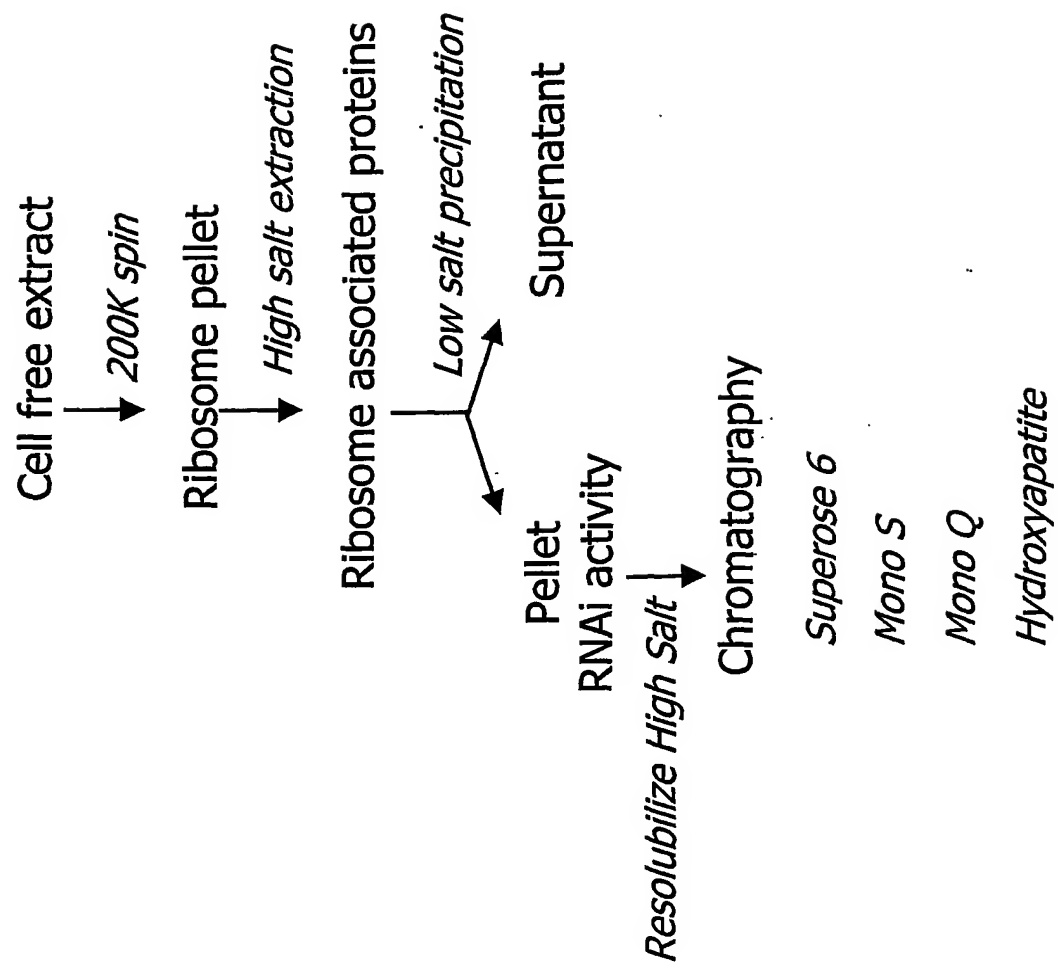 Cell free extract
200K spin
Ribosome pellet
High salt extraction
Ribosome associated proteins
Low salt precipitation
Pellet
RNAi activity
Supernatant
Resolubilize High Salt
Chromatography
Superose 6
Mono S
Mono Q
Hydroxyapatite